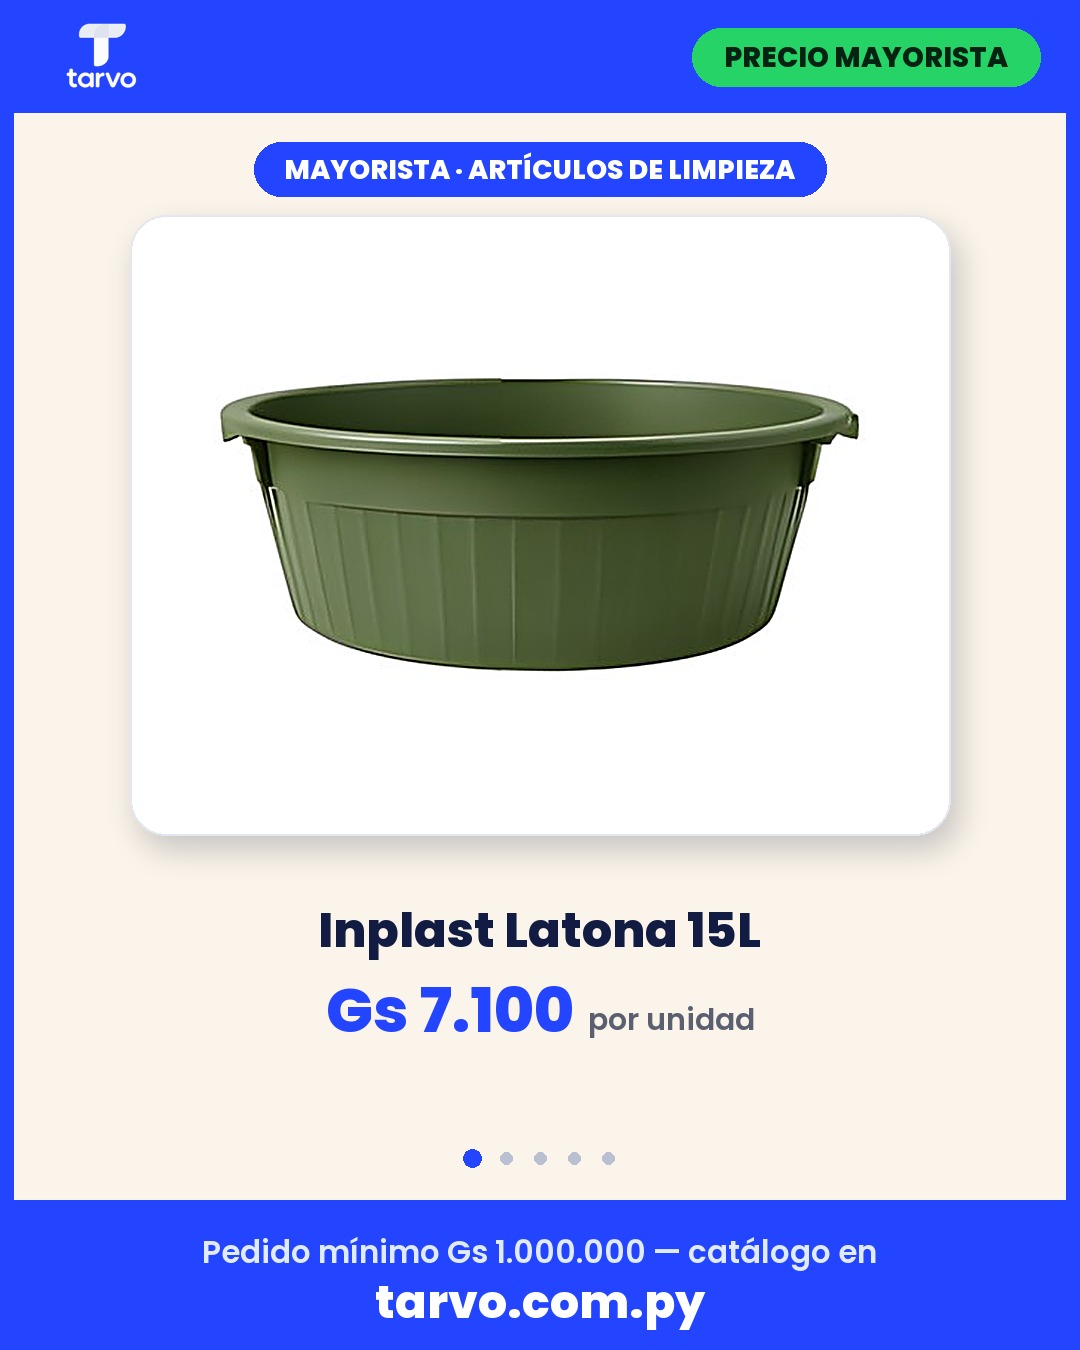 tarvo
PRECIO MAYORISTA
MAYORISTA · ARTÍCULOS DE LIMPIEZA
Inplast Latona 15L
Gs 7.100 por unidad
Pedido mínimo Gs 1.000.000 — catálogo en
tarvo.com.py